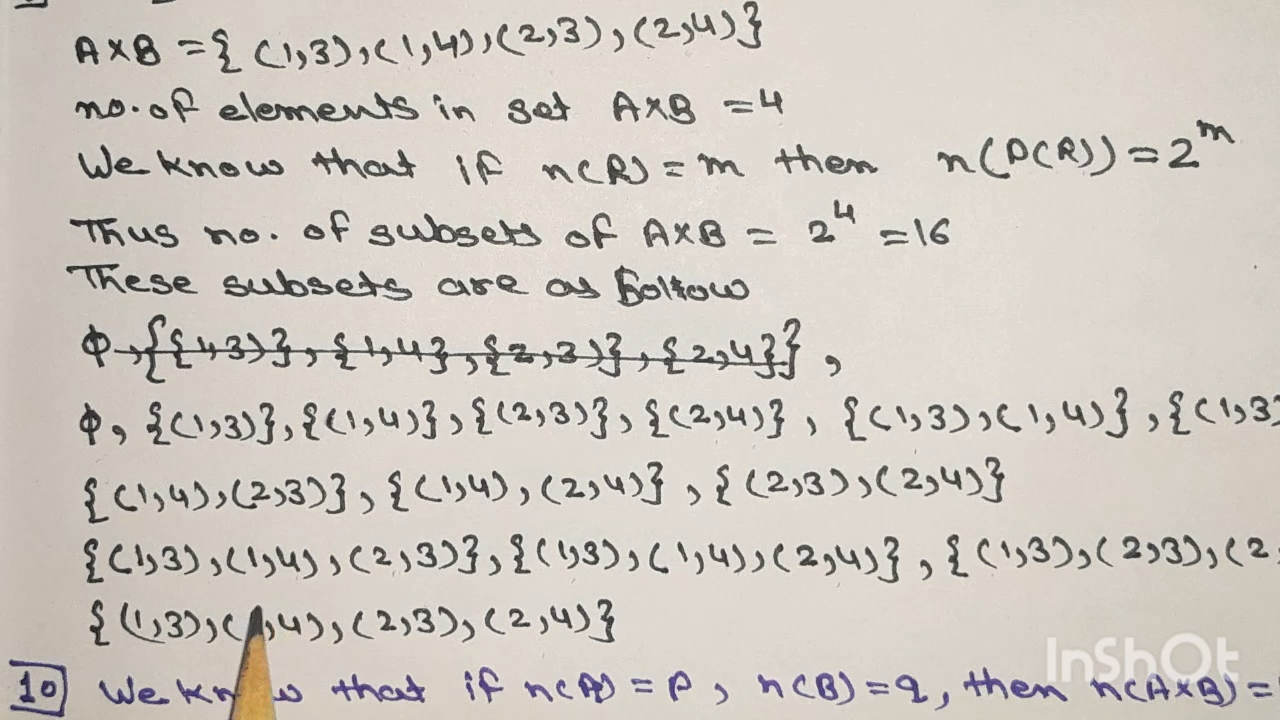 A×B = { (1,3),(1,4),(2,3),(2,4)}
no. of elements in set A×B = 4
We know that if n(A) = m then n(P(A)) = 2^m
Thus no. of subsets of A×B = 2^4 = 16
These subsets are as follow
ϕ, {{1,3)}, {1,4}, {2,3)}, {2,4}},
ϕ, {(1,3)}, {(1,4)}, {(2,3)}, {(2,4)}, {(1,3),(1,4)}, {(1,3)
{(1,4),(2,3)}, {(1,4),(2,4)}, {(2,3),(2,4)}
{(1,3),(1,4),(2,3)}, {(1,3),(1,4),(2,4)}, {(1,3),(2,3),(2,
{(1,3),( ,4),(2,3),(2,4)}
InShOt
10 We know that if n(A) = p, n(B) = q, then n(A×B) =